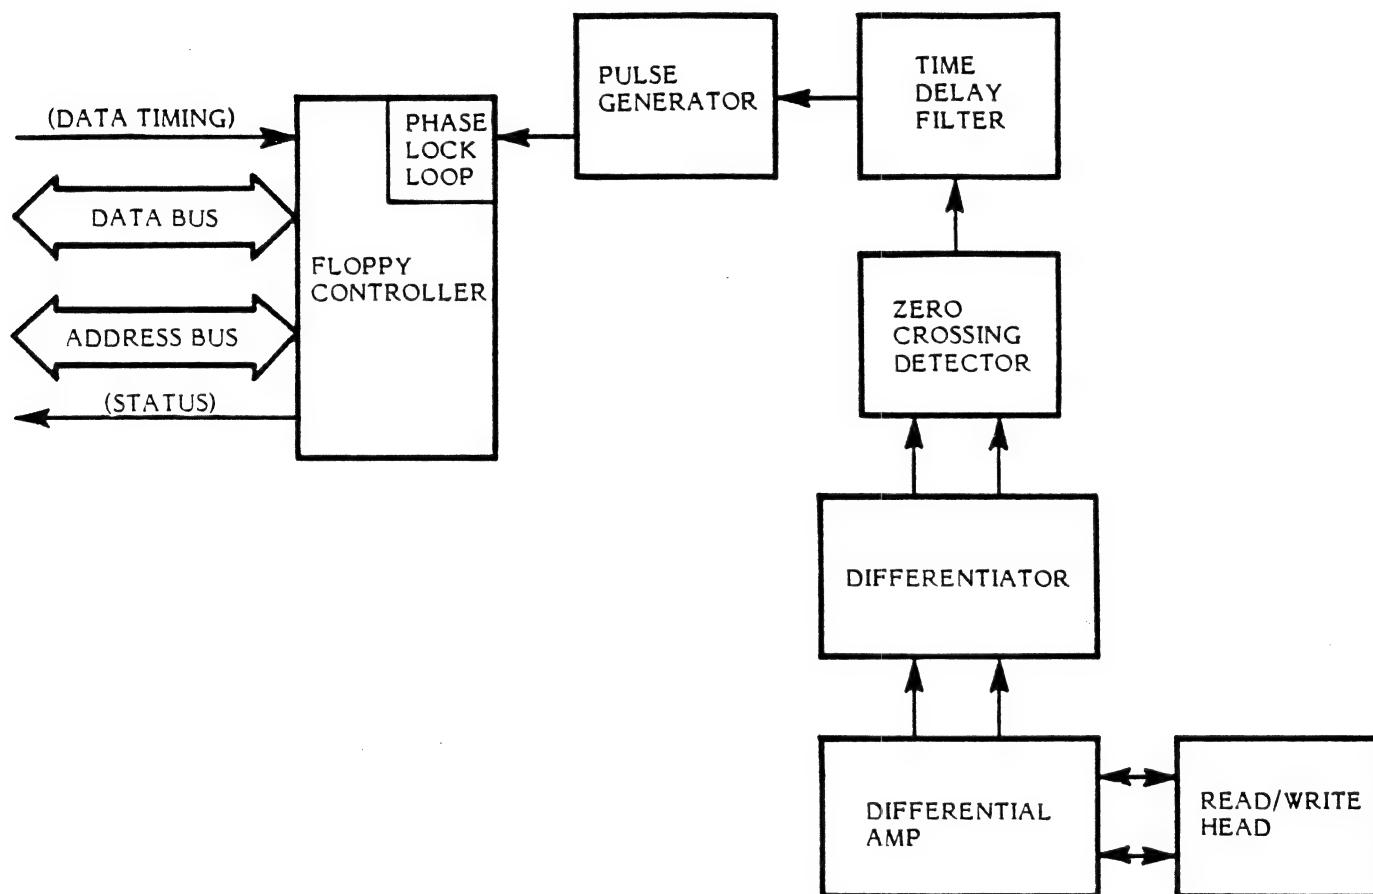 PULSE
GENERATOR
TIME
DELAY
FILTER
(DATA TIMING)
PHASE
LOCK
LOOP
DATA BUS
FLOPPY
CONTROLLER
ADDRESS BUS
(STATUS)
ZERO
CROSSING
DETECTOR
DIFFERENTIATOR
DIFFERENTIAL
AMP
READ/WRITE
HEAD